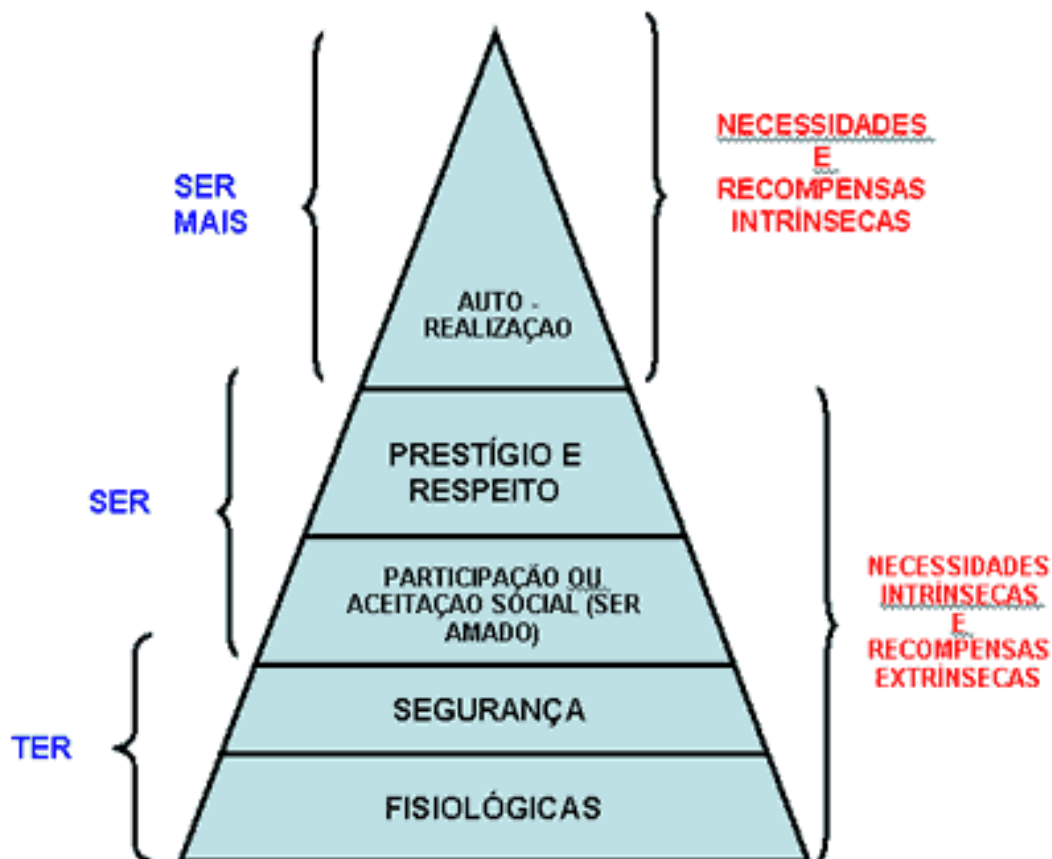 SER
MAIS
NECESSIDADES
E
RECOMPENSAS
INTRÍNSECAS
AUTO -
REALIZAÇAO
SER
PRESTÍGIO E
RESPEITO
PARTICIPAÇÃO OU
ACEITAÇAO SOCIAL (SER
AMADO)
NECESSIDADES
INTRÍNSECAS
E
RECOMPENSAS
EXTRÍNSECAS
TER
SEGURANÇA
FISIOLÓGICAS